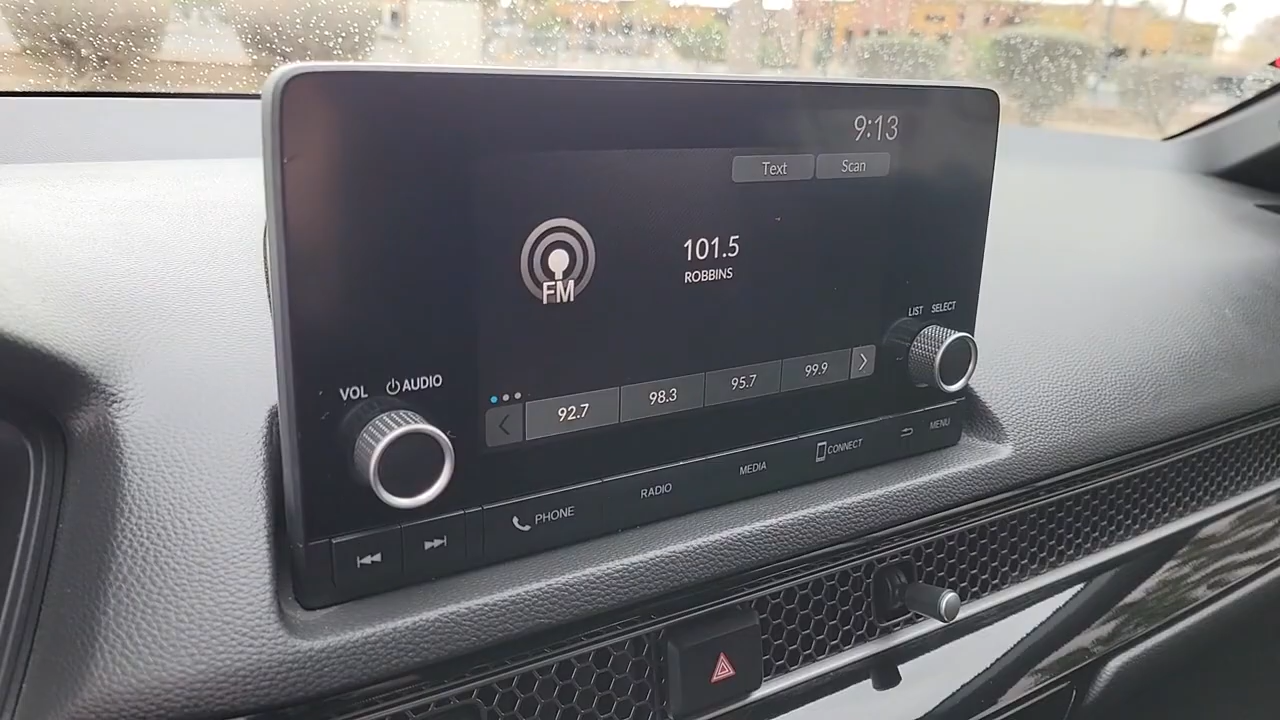 9:13
Text
Scan
FM
101.5
ROBBINS
LIST
SELECT
VOL
AUDIO
92.7
98.3
95.7
99.9
PHONE
RADIO
MEDIA
CONNECT
MENU